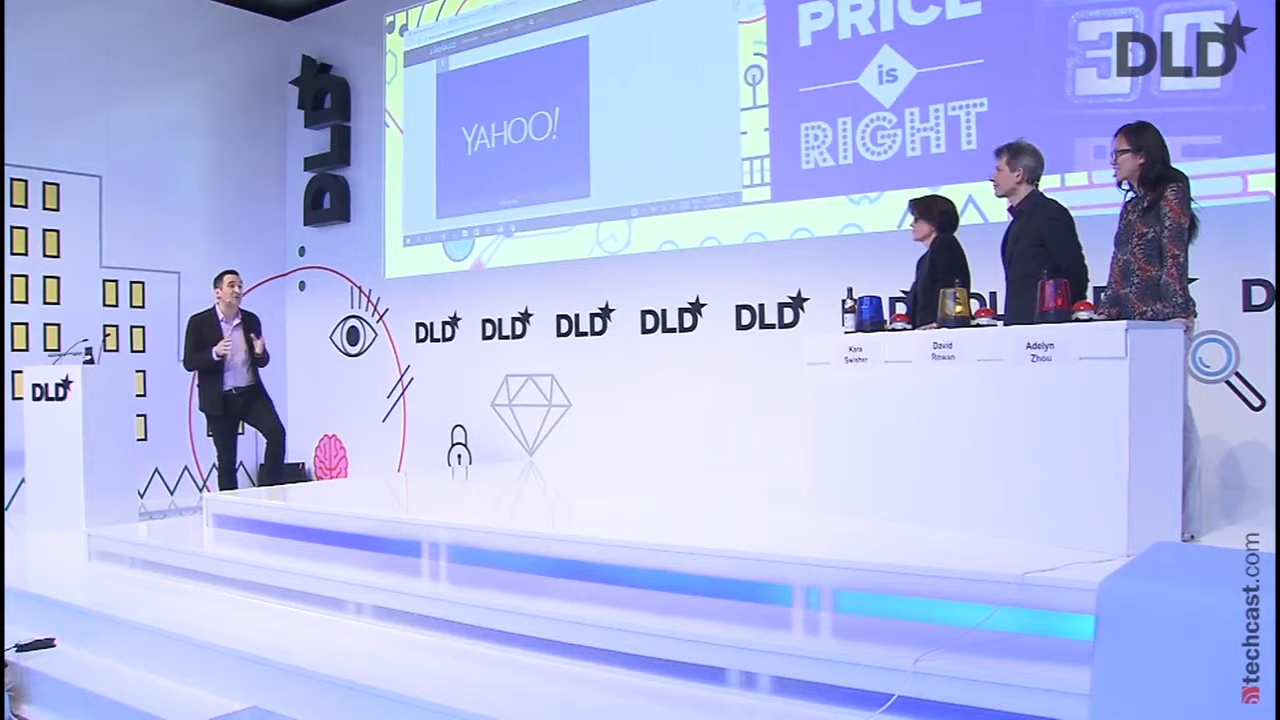 PRICE
is
RIGHT
30
DLD
DLD
YAHOO!
DLD
DLD
DLD
DLD
DLD
DLD
Kara
Swisher
David
Rowan
Adelyn
Zhou
techcast.com